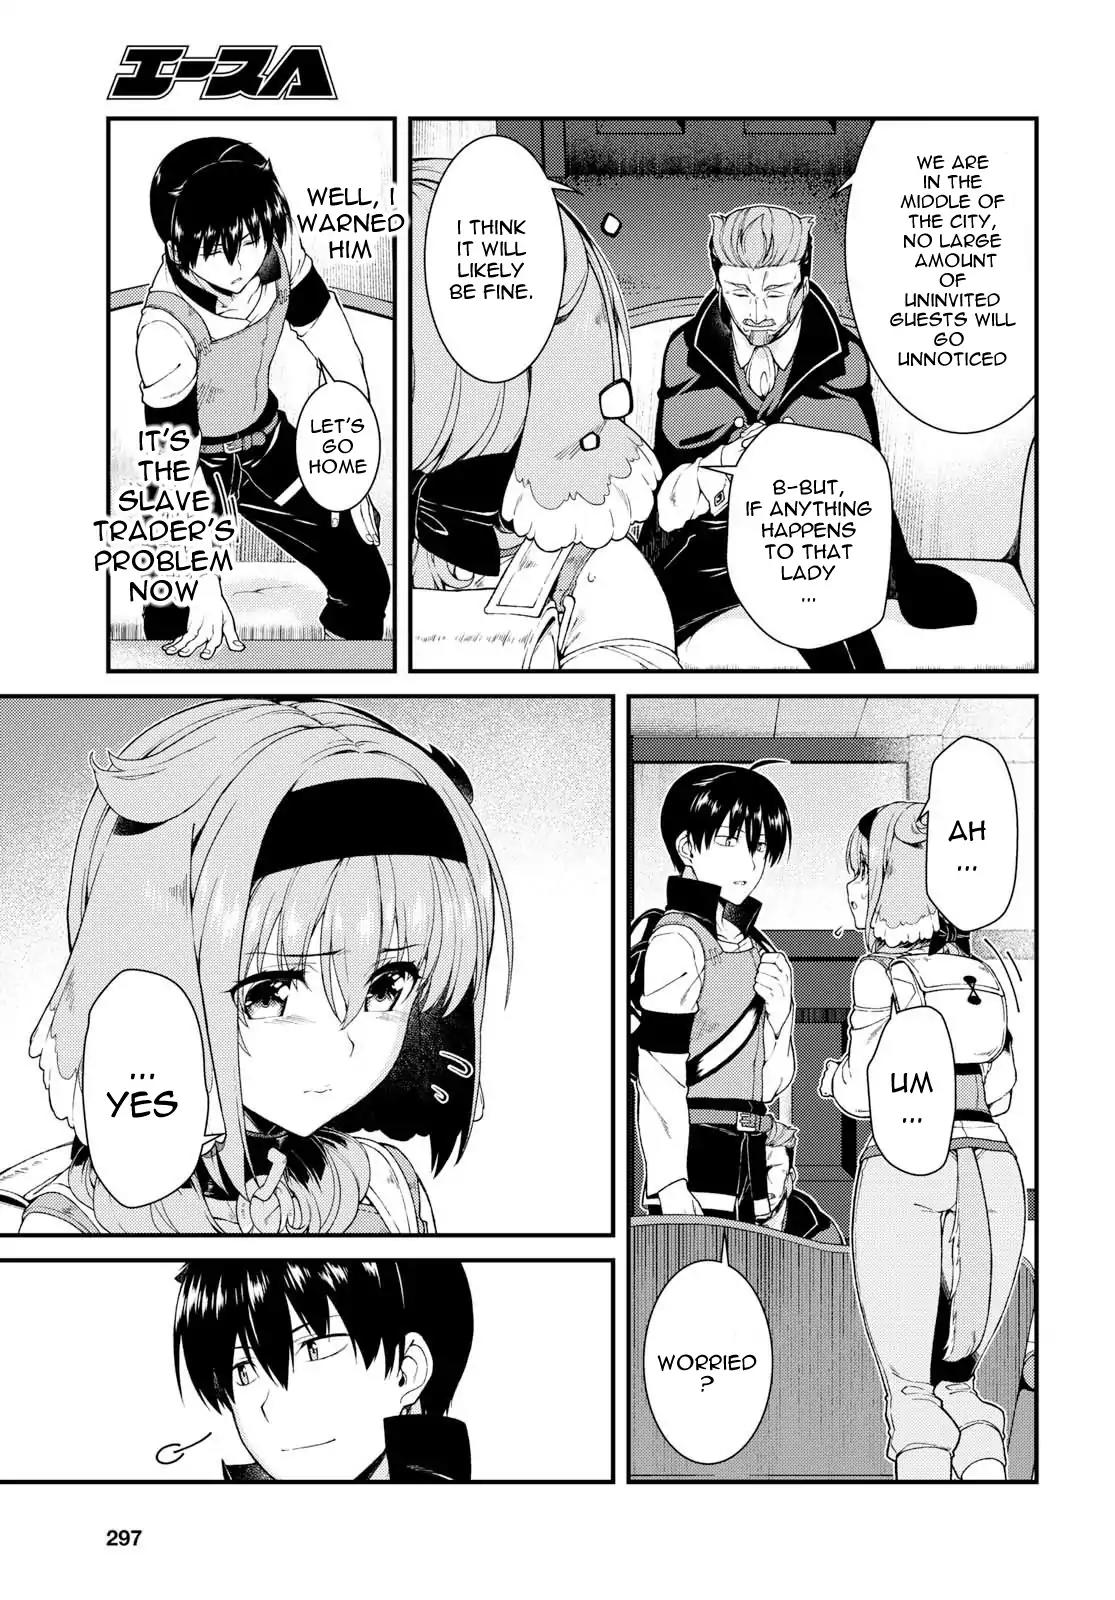 エースA
WE ARE
IN THE
MIDDLE OF
THE CITY,
NO LARGE
AMOUNT
OF
UNINVITED
GUESTS WILL
GO
UNNOTICED
B-BUT,
IF ANYTHING
HAPPENS
TO THAT
LADY
...
I THINK
IT WILL
LIKELY
BE FINE.
WELL, I
WARNED
HIM
LET'S
GO
HOME
IT'S
THE
SLAVE
TRADER'S
PROBLEM
NOW
AH
...
UM
...
WORRIED
?
...
YES
297